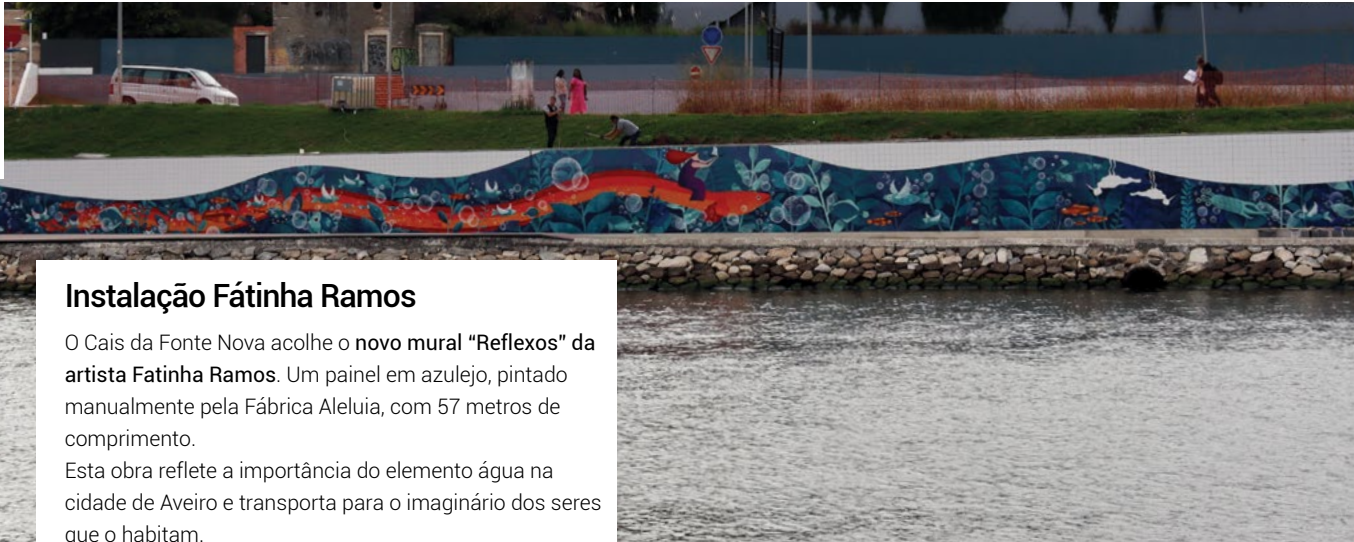 Instalação Fátinha Ramos
O Cais da Fonte Nova acolhe o novo mural “Reflexos” da
artista Fatinha Ramos. Um painel em azulejo, pintado
manualmente pela Fábrica Aleluia, com 57 metros de
comprimento.
Esta obra reflete a importância do elemento água na
cidade de Aveiro e transporta para o imaginário dos seres
que o habitam.